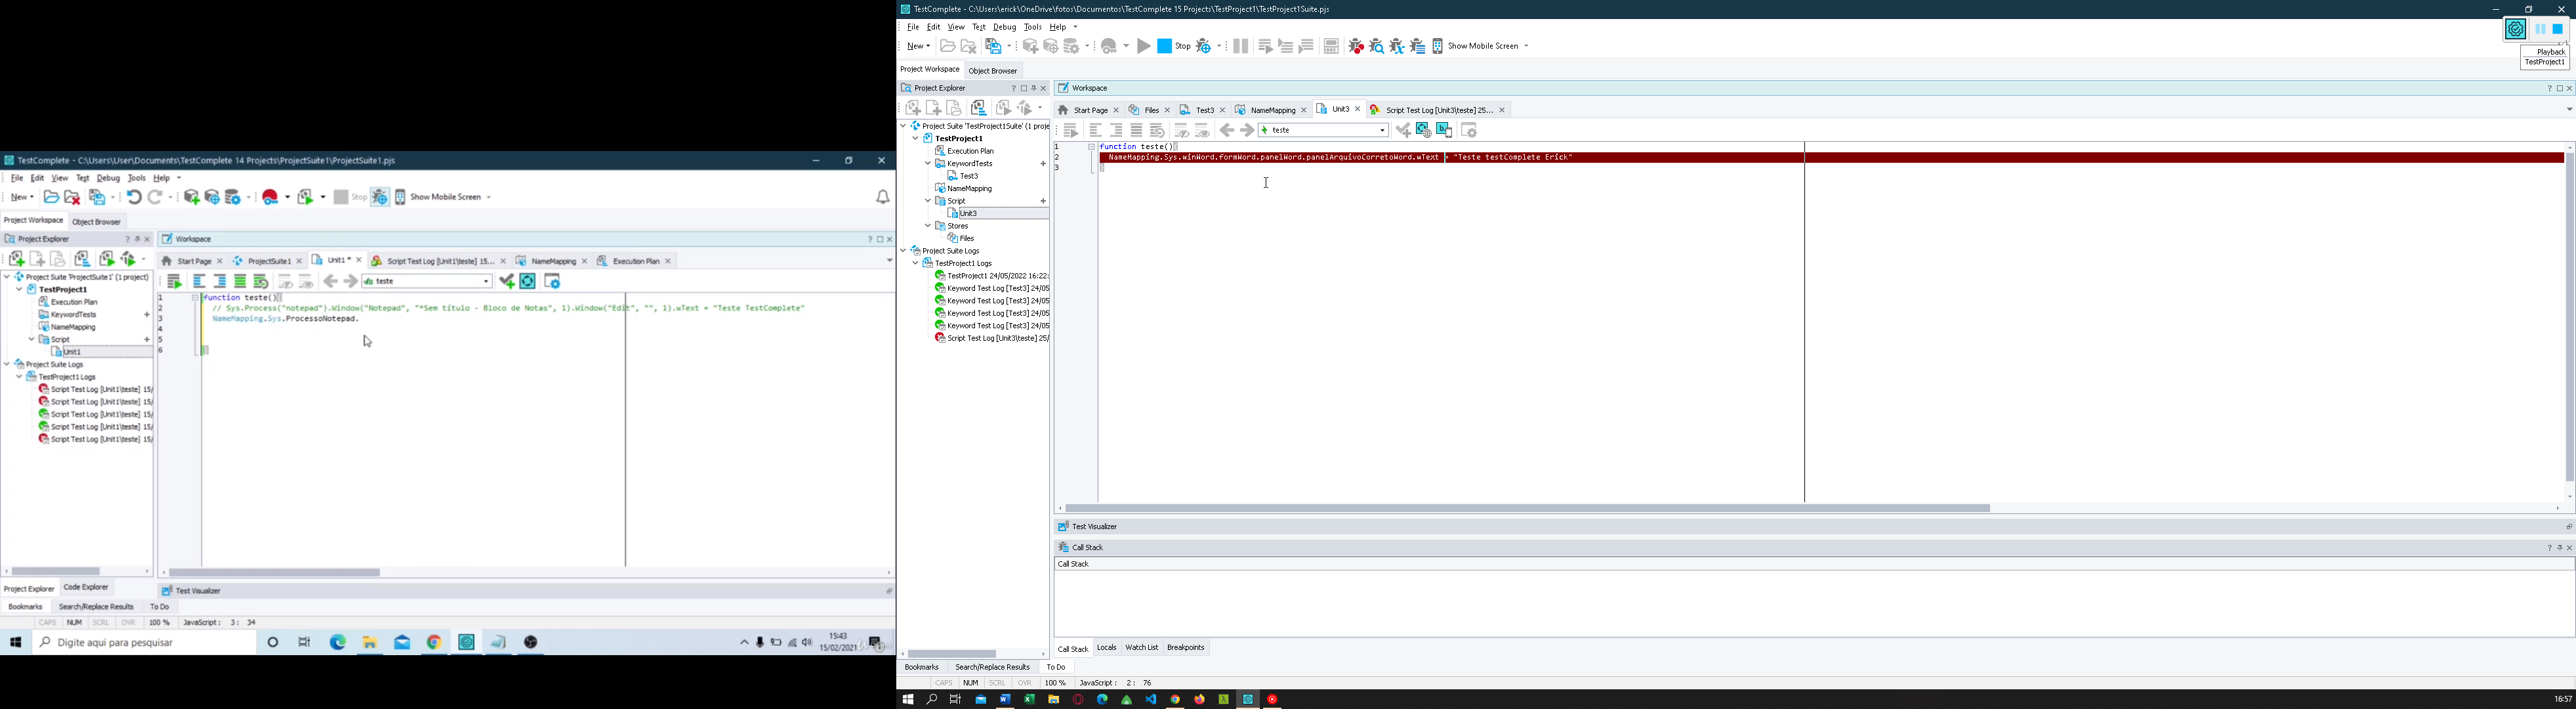 TestComplete - C:\Users\User\Documents\TestComplete 14 Projects\ProjectSuite1\ProjectSuite1.pjs
File Edit View Test Debug Tools Help
New Stop Show Mobile Screen
Project Workspace Object Browser
Project Explorer
Workspace
Start Page ProjectSuite1 Unit1 * Script Test Log [Unit1\teste] 15... NameMapping Execution Plan
teste
Project Suite 'ProjectSuite1' (1 project)
TestProject1
Execution Plan
KeywordTests
NameMapping
Script
Unit1
Project Suite Logs
TestProject1 Logs
Script Test Log [Unit1\teste] 15/
Script Test Log [Unit1\teste] 15/
Script Test Log [Unit1\teste] 15/
Script Test Log [Unit1\teste] 15/
Script Test Log [Unit1\teste] 15/
1 function teste(){
2 // Sys.Process("notepad").Window("Notepad", "*Sem título - Bloco de Notas", 1).Window("Edit", "", 1).wText = "Teste TestComplete"
3 NameMapping.Sys.ProcessoNotepad.
4
5
6 }
Project Explorer Code Explorer
Test Visualizer
Bookmarks Search/Replace Results To Do
CAPS NUM SCRL OVR 100 % JavaScript : 3 : 34
Digite aqui para pesquisar
15:43
15/02/2021
TestComplete - C:\Users\erick\OneDrive\fotos\Documentos\TestComplete 15 Projects\TestProject1\TestProject1Suite.pjs
File Edit View Test Debug Tools Help
New Stop Show Mobile Screen
Playback
TestProject1
Project Workspace Object Browser
Project Explorer
Workspace
Start Page Files Test3 NameMapping Unit3 Script Test Log [Unit3\teste] 25...
teste
Project Suite 'TestProject1Suite' (1 proje
TestProject1
Execution Plan
KeywordTests
Test3
NameMapping
Script
Unit3
Stores
Files
Project Suite Logs
TestProject1 Logs
TestProject1 24/05/2022 16:22:
Keyword Test Log [Test3] 24/05
Keyword Test Log [Test3] 24/05
Keyword Test Log [Test3] 24/05
Keyword Test Log [Test3] 24/05
Script Test Log [Unit3\teste] 25/
1 function teste(){
2 NameMapping.Sys.winWord.formWord.panelWord.panelArquivoCorretoWord.wText = "Teste testComplete Erick"
3 }
Test Visualizer
Call Stack
Call Stack
Call Stack Locals Watch List Breakpoints
Bookmarks Search/Replace Results To Do
CAPS NUM SCRL OVR 100 % JavaScript : 2 : 76
16:57